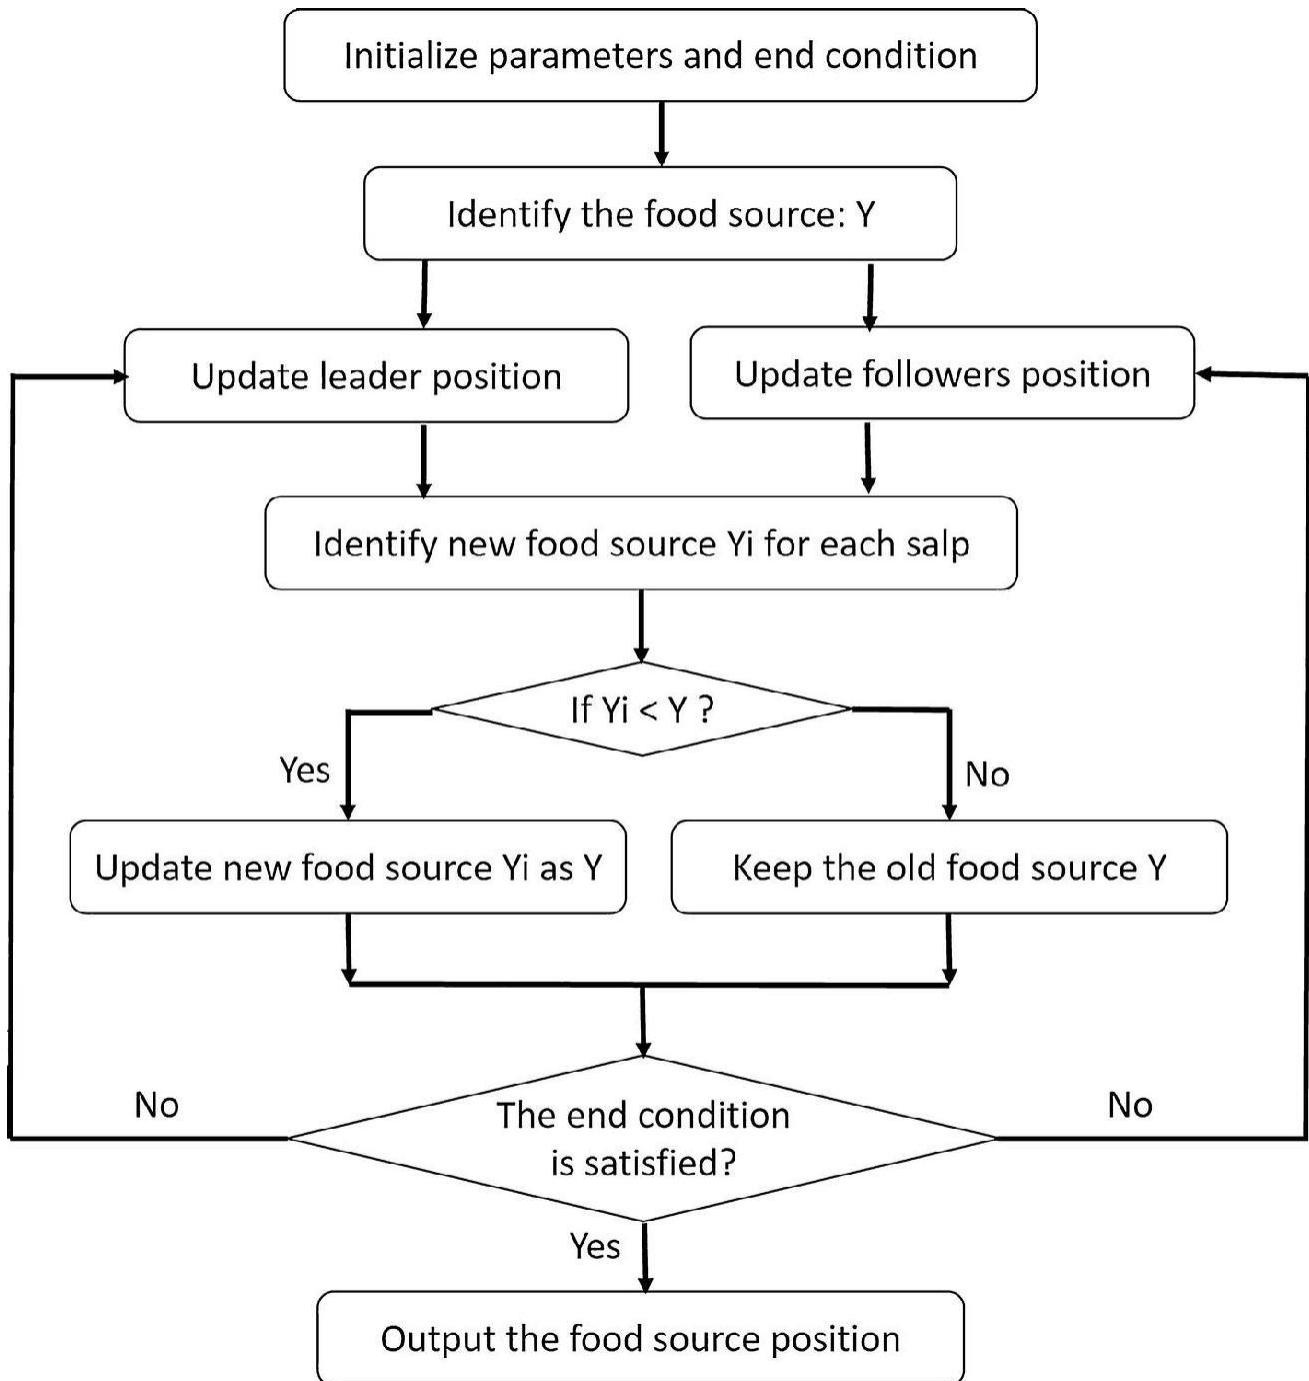 Initialize parameters and end condition
Identify the food source: Y
Update leader position
Update followers position
Identify new food source Yi for each salp
If Yi < Y ?
Yes
No
Update new food source Yi as Y
Keep the old food source Y
No
The end condition
is satisfied?
No
Yes
Output the food source position